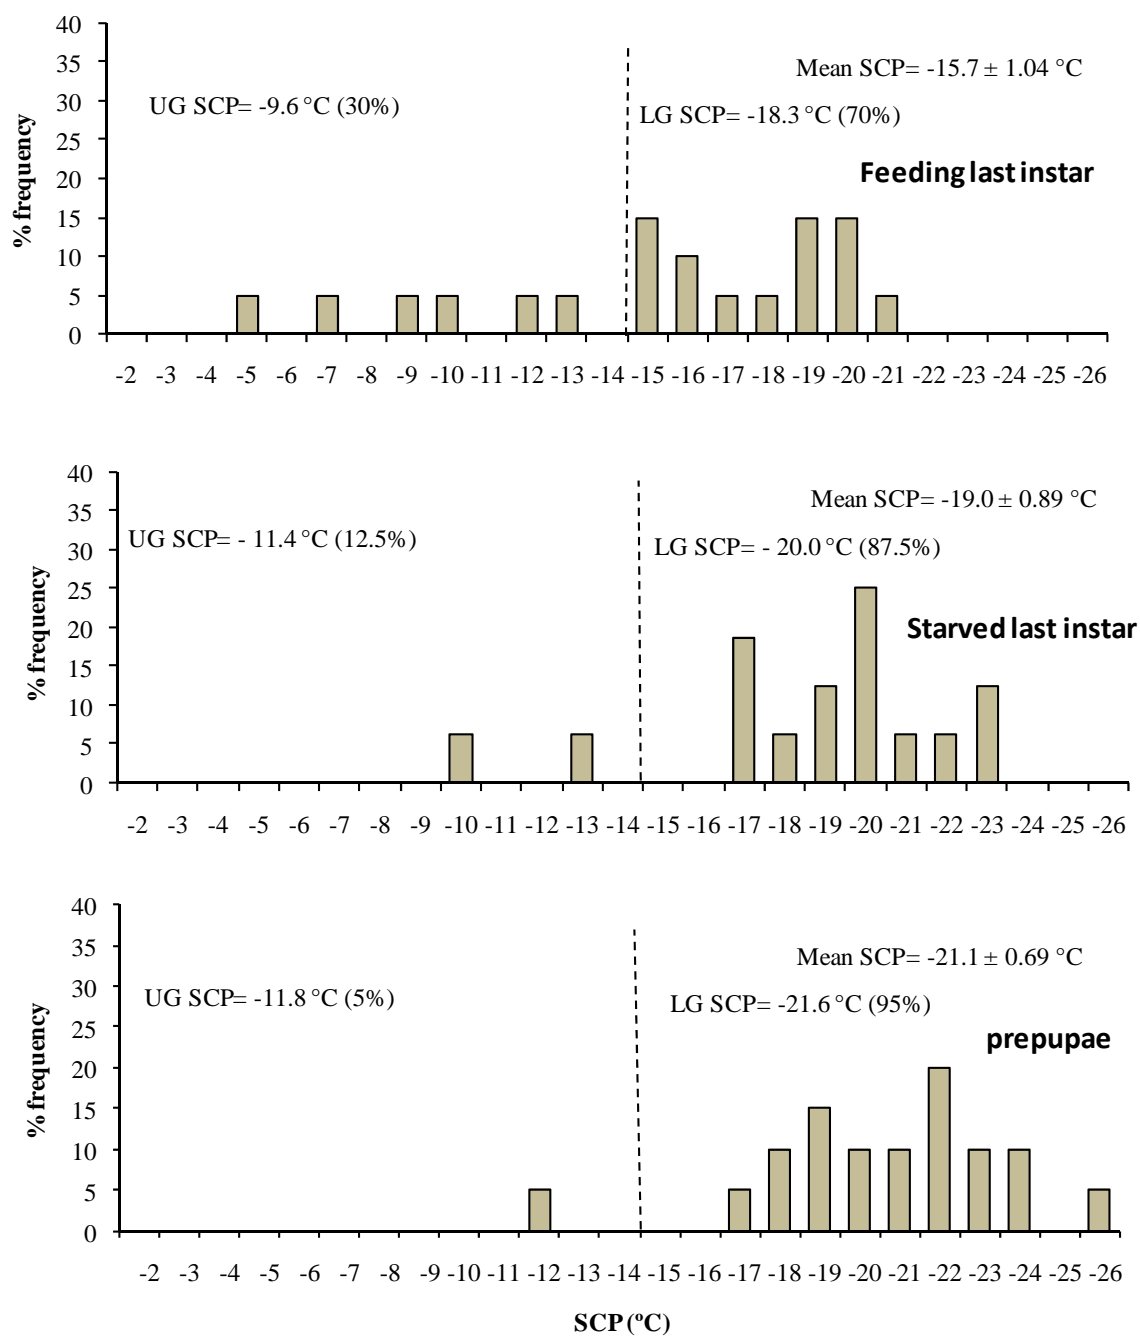 40
Mean SCP= -15.7 ± 1.04 °C
35
UG SCP= -9.6 °C (30%)
LG SCP= -18.3 °C (70%)
30
25
Feeding last instar
20
15
10
5
0
% frequency
-2 -3 -4 -5 -6 -7 -8 -9 -10 -11 -12 -13 -14 -15 -16 -17 -18 -19 -20 -21 -22 -23 -24 -25 -26
40
Mean SCP= -19.0 ± 0.89 °C
35
UG SCP= - 11.4 °C (12.5%)
LG SCP= - 20.0 °C (87.5%)
30
25
Starved last instar
20
15
10
5
0
% frequency
-2 -3 -4 -5 -6 -7 -8 -9 -10 -11 -12 -13 -14 -15 -16 -17 -18 -19 -20 -21 -22 -23 -24 -25 -26
40
35
Mean SCP= -21.1 ± 0.69 °C
30
UG SCP= -11.8 °C (5%)
LG SCP= -21.6 °C (95%)
25
prepupae
20
15
10
5
0
% frequency
-2 -3 -4 -5 -6 -7 -8 -9 -10 -11 -12 -13 -14 -15 -16 -17 -18 -19 -20 -21 -22 -23 -24 -25 -26
SCP (ºC)